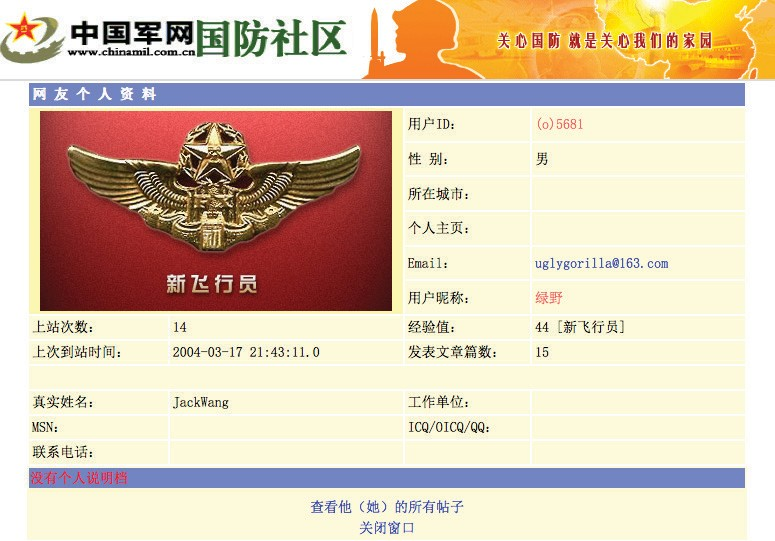 中国军网 国防社区
www.chinamil.com.cn
关心国防 就是关心我们的家园
网友个人资料
新飞行员
用户ID: (o)5681
性 别: 男
所在城市:
个人主页:
Email: uglygorilla@163.com
用户昵称: 绿野
上站次数: 14 经验值: 44 [新飞行员]
上次到站时间: 2004-03-17 21:43:11.0 发表文章篇数: 15
真实姓名: JackWang 工作单位:
MSN: ICQ/OICQ/QQ:
联系电话:
没有个人说明档
查看他（她）的所有帖子
关闭窗口